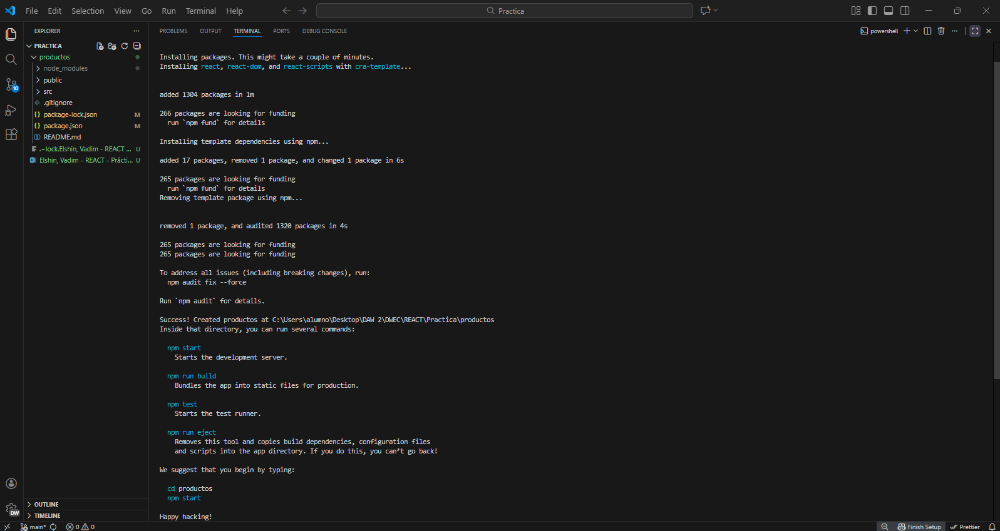 File Edit Selection View Go Run Terminal Help
Practica
EXPLORER
PROBLEMS OUTPUT TERMINAL PORTS DEBUG CONSOLE
powershell
PRACTICA
productos
node_modules
public
src
.gitignore
package-lock.json M
package.json M
README.md
.~lock.Elshin, Vadim - REACT ... U
Elshin, Vadim - REACT - Prácti... U
10
DW
OUTLINE
TIMELINE
Installing packages. This might take a couple of minutes.
Installing react, react-dom, and react-scripts with cra-template...
added 1304 packages in 1m
266 packages are looking for funding
run `npm fund` for details
Installing template dependencies using npm...
added 17 packages, removed 1 package, and changed 1 package in 6s
265 packages are looking for funding
run `npm fund` for details
Removing template package using npm...
removed 1 package, and audited 1320 packages in 4s
265 packages are looking for funding
265 packages are looking for funding
To address all issues (including breaking changes), run:
npm audit fix --force
Run `npm audit` for details.
Success! Created productos at C:\Users\alumno\Desktop\DAW 2\DWEC\REACT\Practica\productos
Inside that directory, you can run several commands:
npm start
Starts the development server.
npm run build
Bundles the app into static files for production.
npm test
Starts the test runner.
npm run eject
Removes this tool and copies build dependencies, configuration files
and scripts into the app directory. If you do this, you can’t go back!
We suggest that you begin by typing:
cd productos
npm start
Happy hacking!
main* 0 0
Finish Setup Prettier